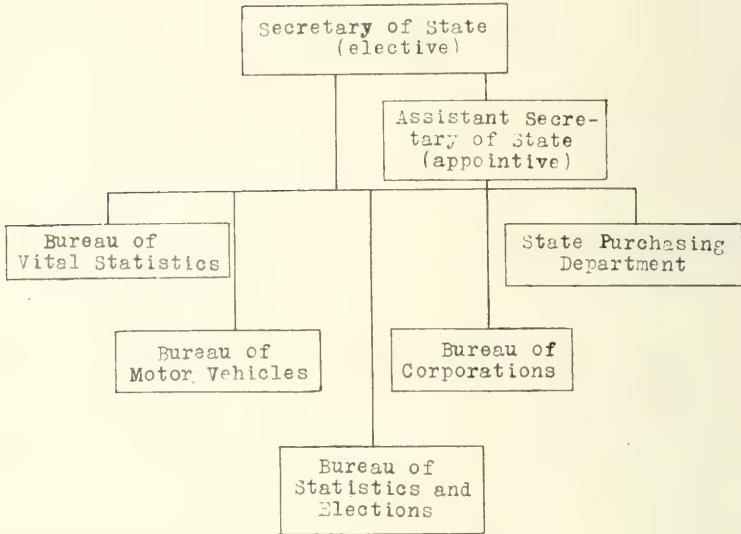 Secretary of State
(elective)
Assistant Secre-
tary of State
(appointive)
Bureau of
Vital Statistics
State Purchasing
Department
Bureau of
Motor Vehicles
Bureau of
Corporations
Bureau of
Statistics and
Elections